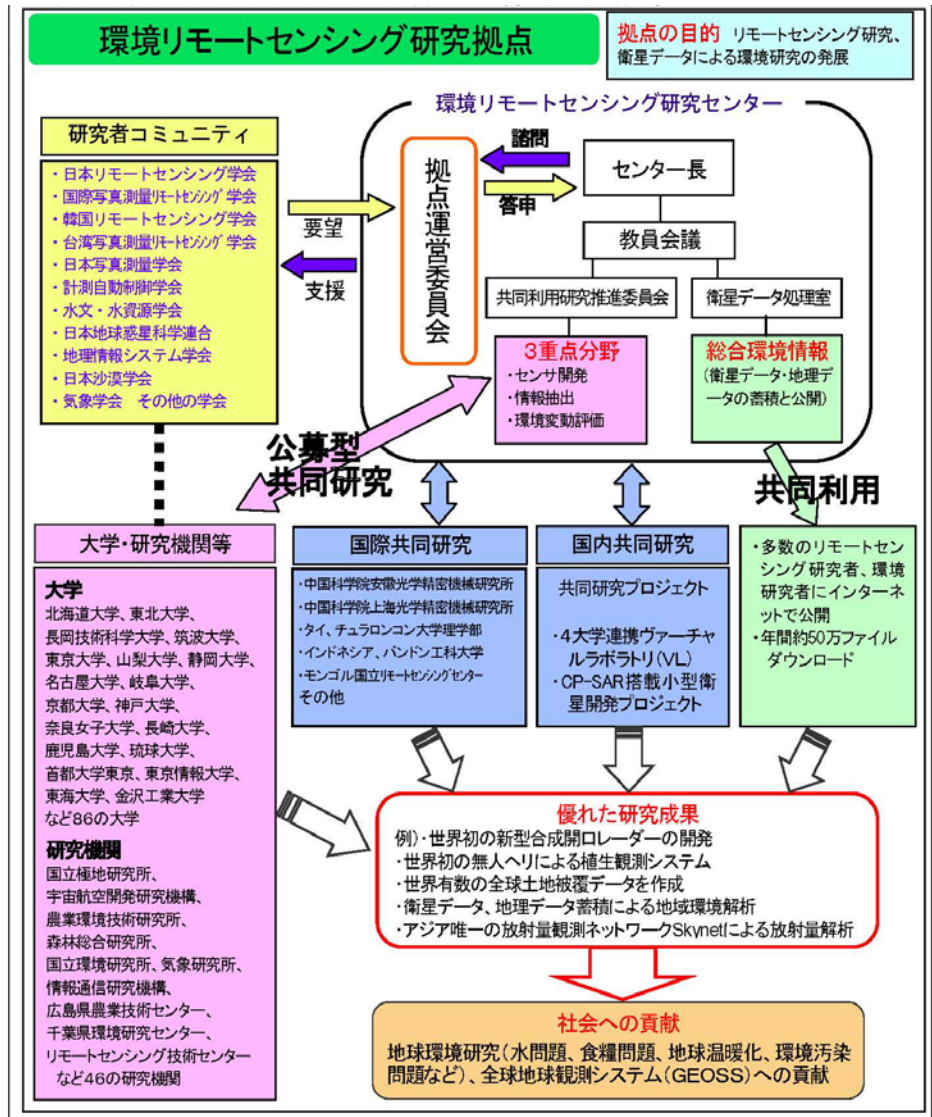 環境リモートセンシング研究拠点
拠点の目的 リモートセンシング研究、
衛星データによる環境研究の発展
環境リモートセンシング研究センター
研究者コミュニティ
・日本リモートセンシング学会
・国際写真測量リモートセンシング学会
・韓国リモートセンシング学会
・台湾写真測量リモートセンシング学会
・日本写真測量学会
・計測自動制御学会
・水文・水資源学会
・日本地球惑星科学連合
・地理情報システム学会
・日本沙漠学会
・気象学会 その他の学会
要望
支援
拠点運営委員会
諮問
答申
センター長
教員会議
共同利用研究推進委員会
衛星データ処理室
3重点分野
・センサ開発
・情報抽出
・環境変動評価
総合環境情報
(衛星データ・地理デ
ータの蓄積と公開)
公募型
共同研究
共同利用
大学・研究機関等
大学
北海道大学、東北大学、
長岡技術科学大学、筑波大学、
東京大学、山梨大学、静岡大学、
名古屋大学、岐阜大学、
京都大学、神戸大学、
奈良女子大学、長崎大学、
鹿児島大学、琉球大学、
首都大学東京、東京情報大学、
東海大学、金沢工業大学
など86の大学
研究機関
国立極地研究所、
宇宙航空開発研究機構、
農業環境技術研究所、
森林総合研究所、
国立環境研究所、気象研究所、
情報通信研究機構、
広島県農業技術センター、
千葉県環境研究センター、
リモートセンシング技術センター
など46の研究機関
国際共同研究
・中国科学院安徽光学精密機械研究所
・中国科学院上海光学精密機械研究所
・タイ、チュラロンコン大学理学部
・インドネシア、バンドン工科大学
・モンゴル国立リモートセンシングセンター
その他
国内共同研究
共同研究プロジェクト
・4大学連携ヴァーチャ
ルラボラトリ(VL)
・CP-SAR搭載小型衛
星開発プロジェクト
・多数のリモートセン
シング研究者、環境
研究者にインターネ
ットで公開
・年間約50万ファイル
ダウンロード
優れた研究成果
例)・世界初の新型合成開口レーダーの開発
・世界初の無人ヘリによる植生観測システム
・世界有数の全球土地被覆データを作成
・衛星データ、地理データ蓄積による地域環境解析
・アジア唯一の放射量観測ネットワークSkynetによる放射量解析
社会への貢献
地球環境研究(水問題、食糧問題、地球温暖化、環境汚染
問題など)、全球地球観測システム(GEOSS)への貢献